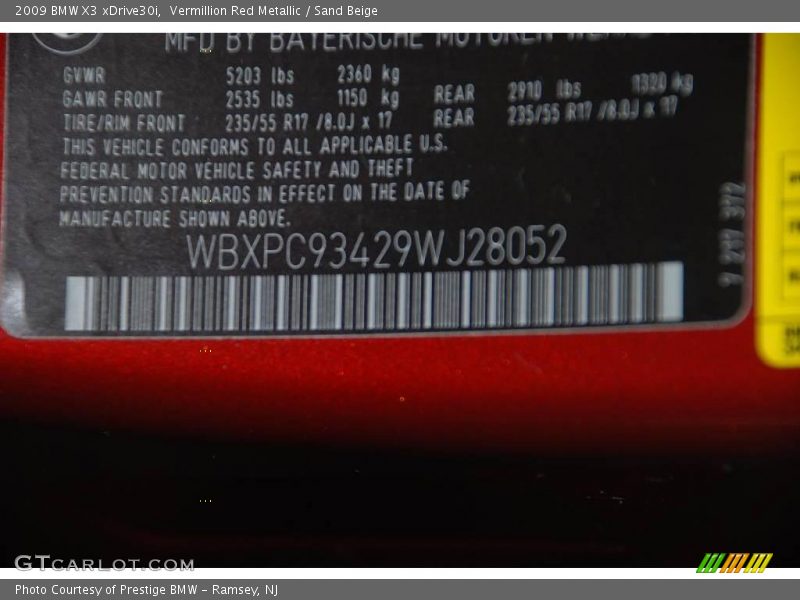 2009 BMW X3 xDrive30i, Vermillion Red Metallic / Sand Beige
MFD BY BAYERISCHE MOTOREN
GVWR 5203 lbs 2360 kg
GAWR FRONT 2535 lbs 1150 kg REAR 2910 lbs 1320 kg
TIRE/RIM FRONT 235/55 R17 /8.0J x 17 REAR 235/55 R17 /8.0J x 17
THIS VEHICLE CONFORMS TO ALL APPLICABLE U.S.
FEDERAL MOTOR VEHICLE SAFETY AND THEFT
PREVENTION STANDARDS IN EFFECT ON THE DATE OF
MANUFACTURE SHOWN ABOVE.
WBXPC93429WJ28052
GTCARLOT.COM
Photo Courtesy of Prestige BMW - Ramsey, NJ